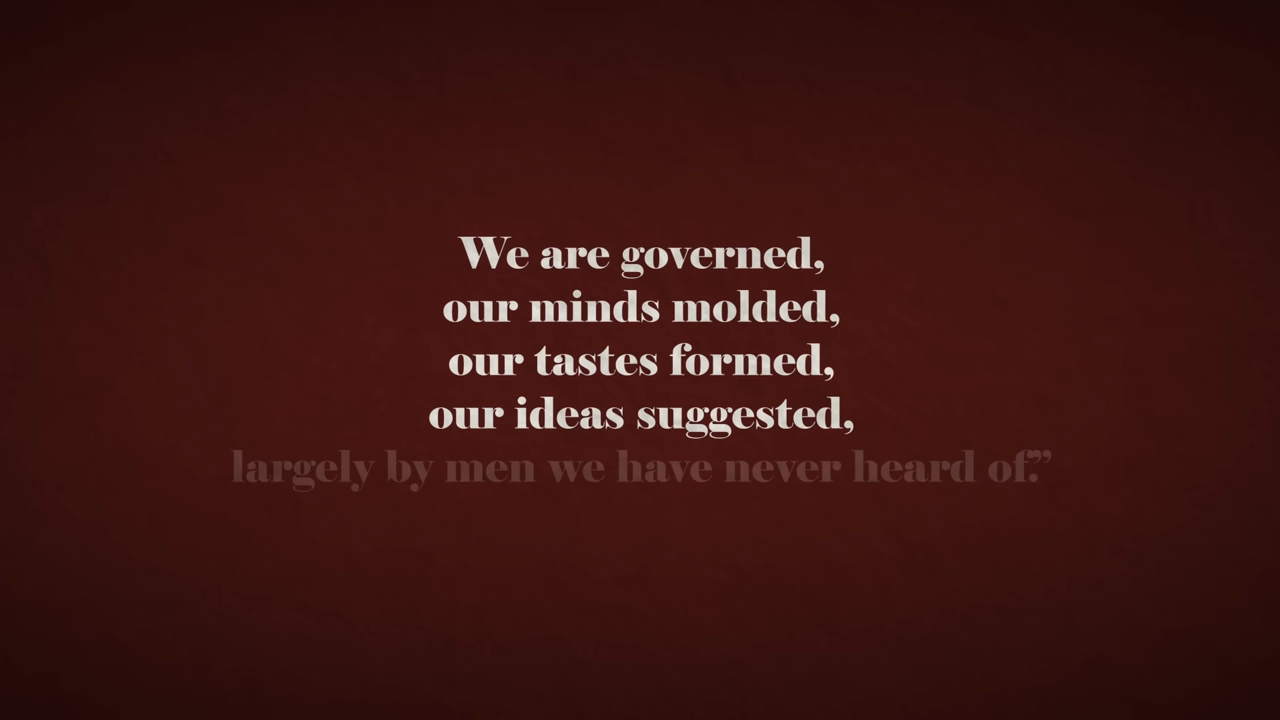 We are governed,
our minds molded,
our tastes formed,
our ideas suggested,
largely by men we have never heard of.”